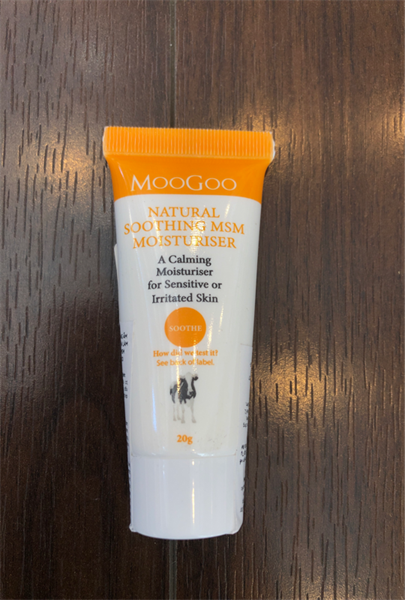 MooGoo
NATURAL
SOOTHING MSM
MOISTURISER
A Calming
Moisturiser
for Sensitive or
Irritated Skin
SOOTHE
How did we test it?
See back of label.
20g